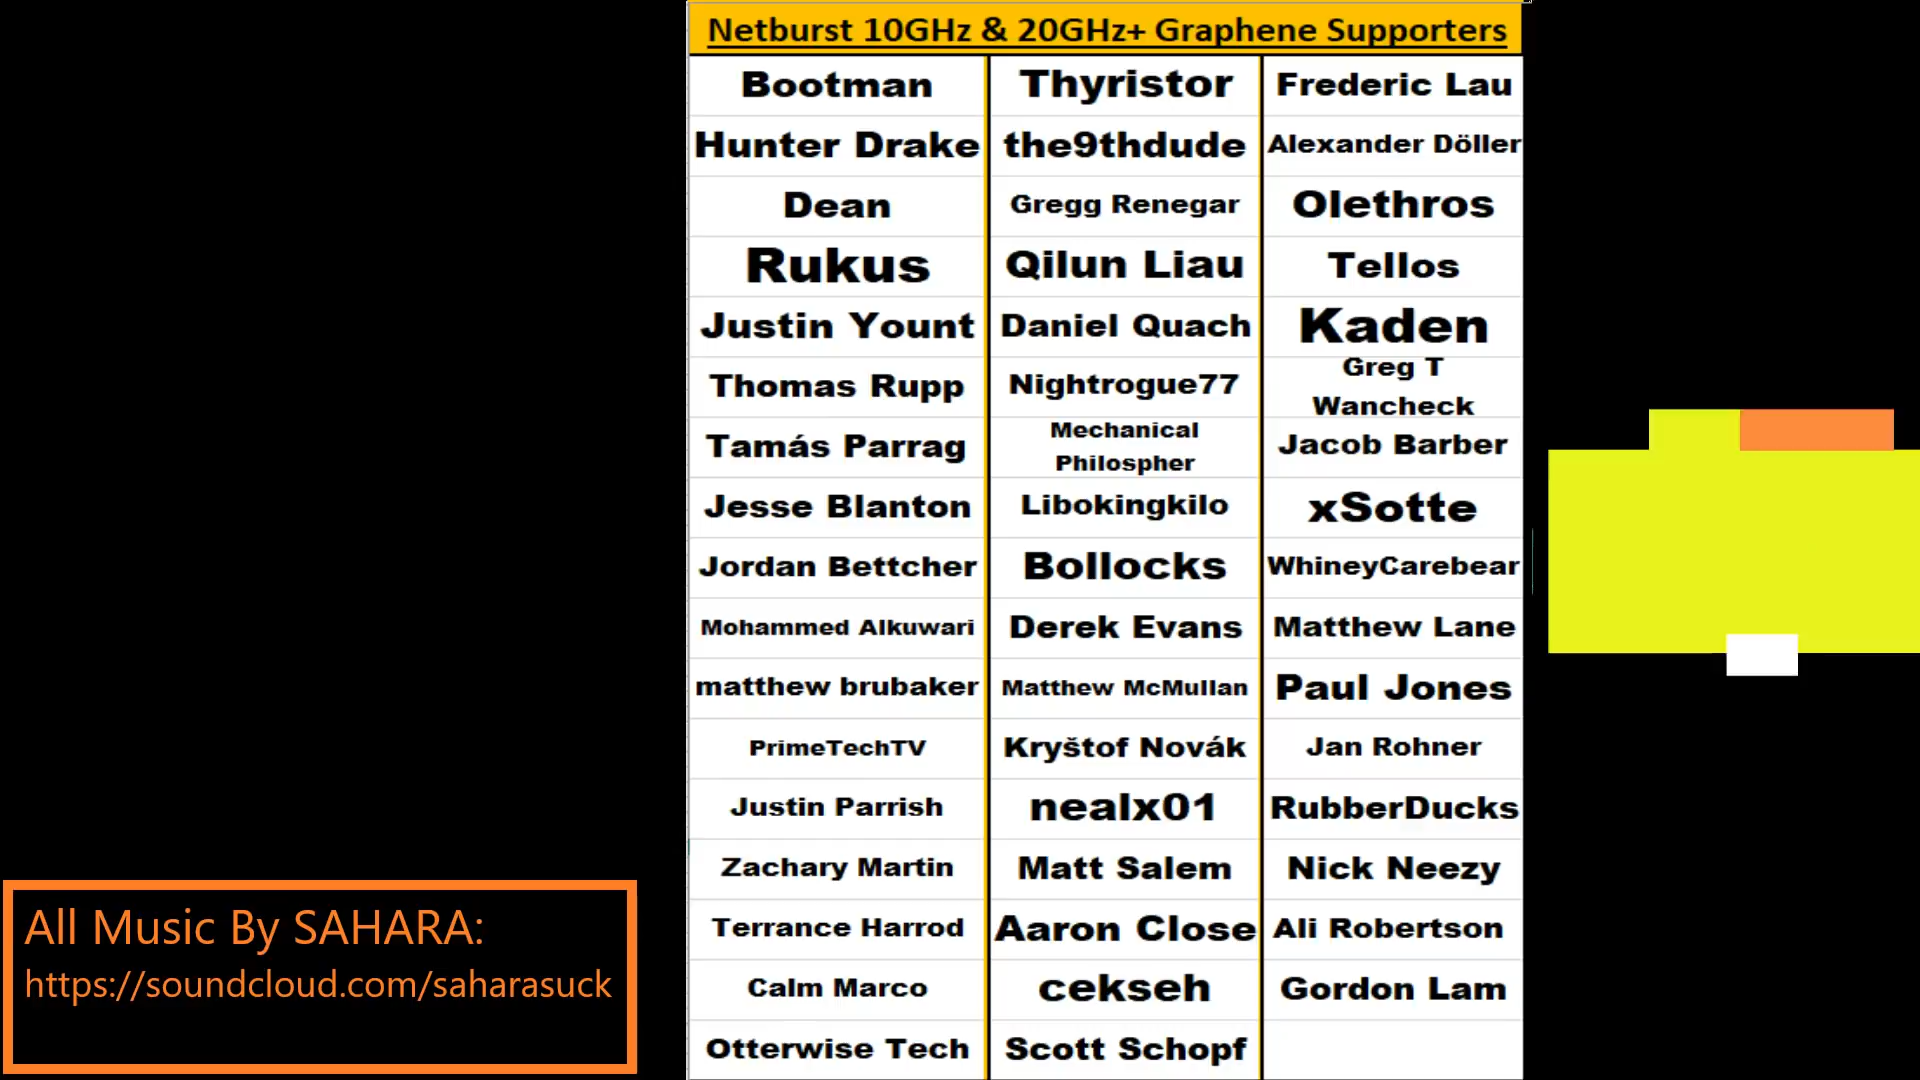 Netburst 10GHz & 20GHz+ Graphene Supporters
Bootman Thyristor Frederic Lau
Hunter Drake the9thdude Alexander Döller
Dean Gregg Renegar Olethros
Rukus Qilun Liau Tellos
Justin Yount Daniel Quach Kaden
Thomas Rupp Nightrogue77 Greg T
Wancheck
Tamás Parrag Mechanical
Philospher Jacob Barber
Jesse Blanton Libokingkilo xSotte
Jordan Bettcher Bollocks WhineyCarebear
Mohammed Alkuwari Derek Evans Matthew Lane
matthew brubaker Matthew McMullan Paul Jones
PrimeTechTV Kryštof Novák Jan Rohner
Justin Parrish nealx01 RubberDucks
Zachary Martin Matt Salem Nick Neezy
Terrance Harrod Aaron Close Ali Robertson
Calm Marco cekseh Gordon Lam
Otterwise Tech Scott Schopf
All Music By SAHARA:
https://soundcloud.com/saharasuck